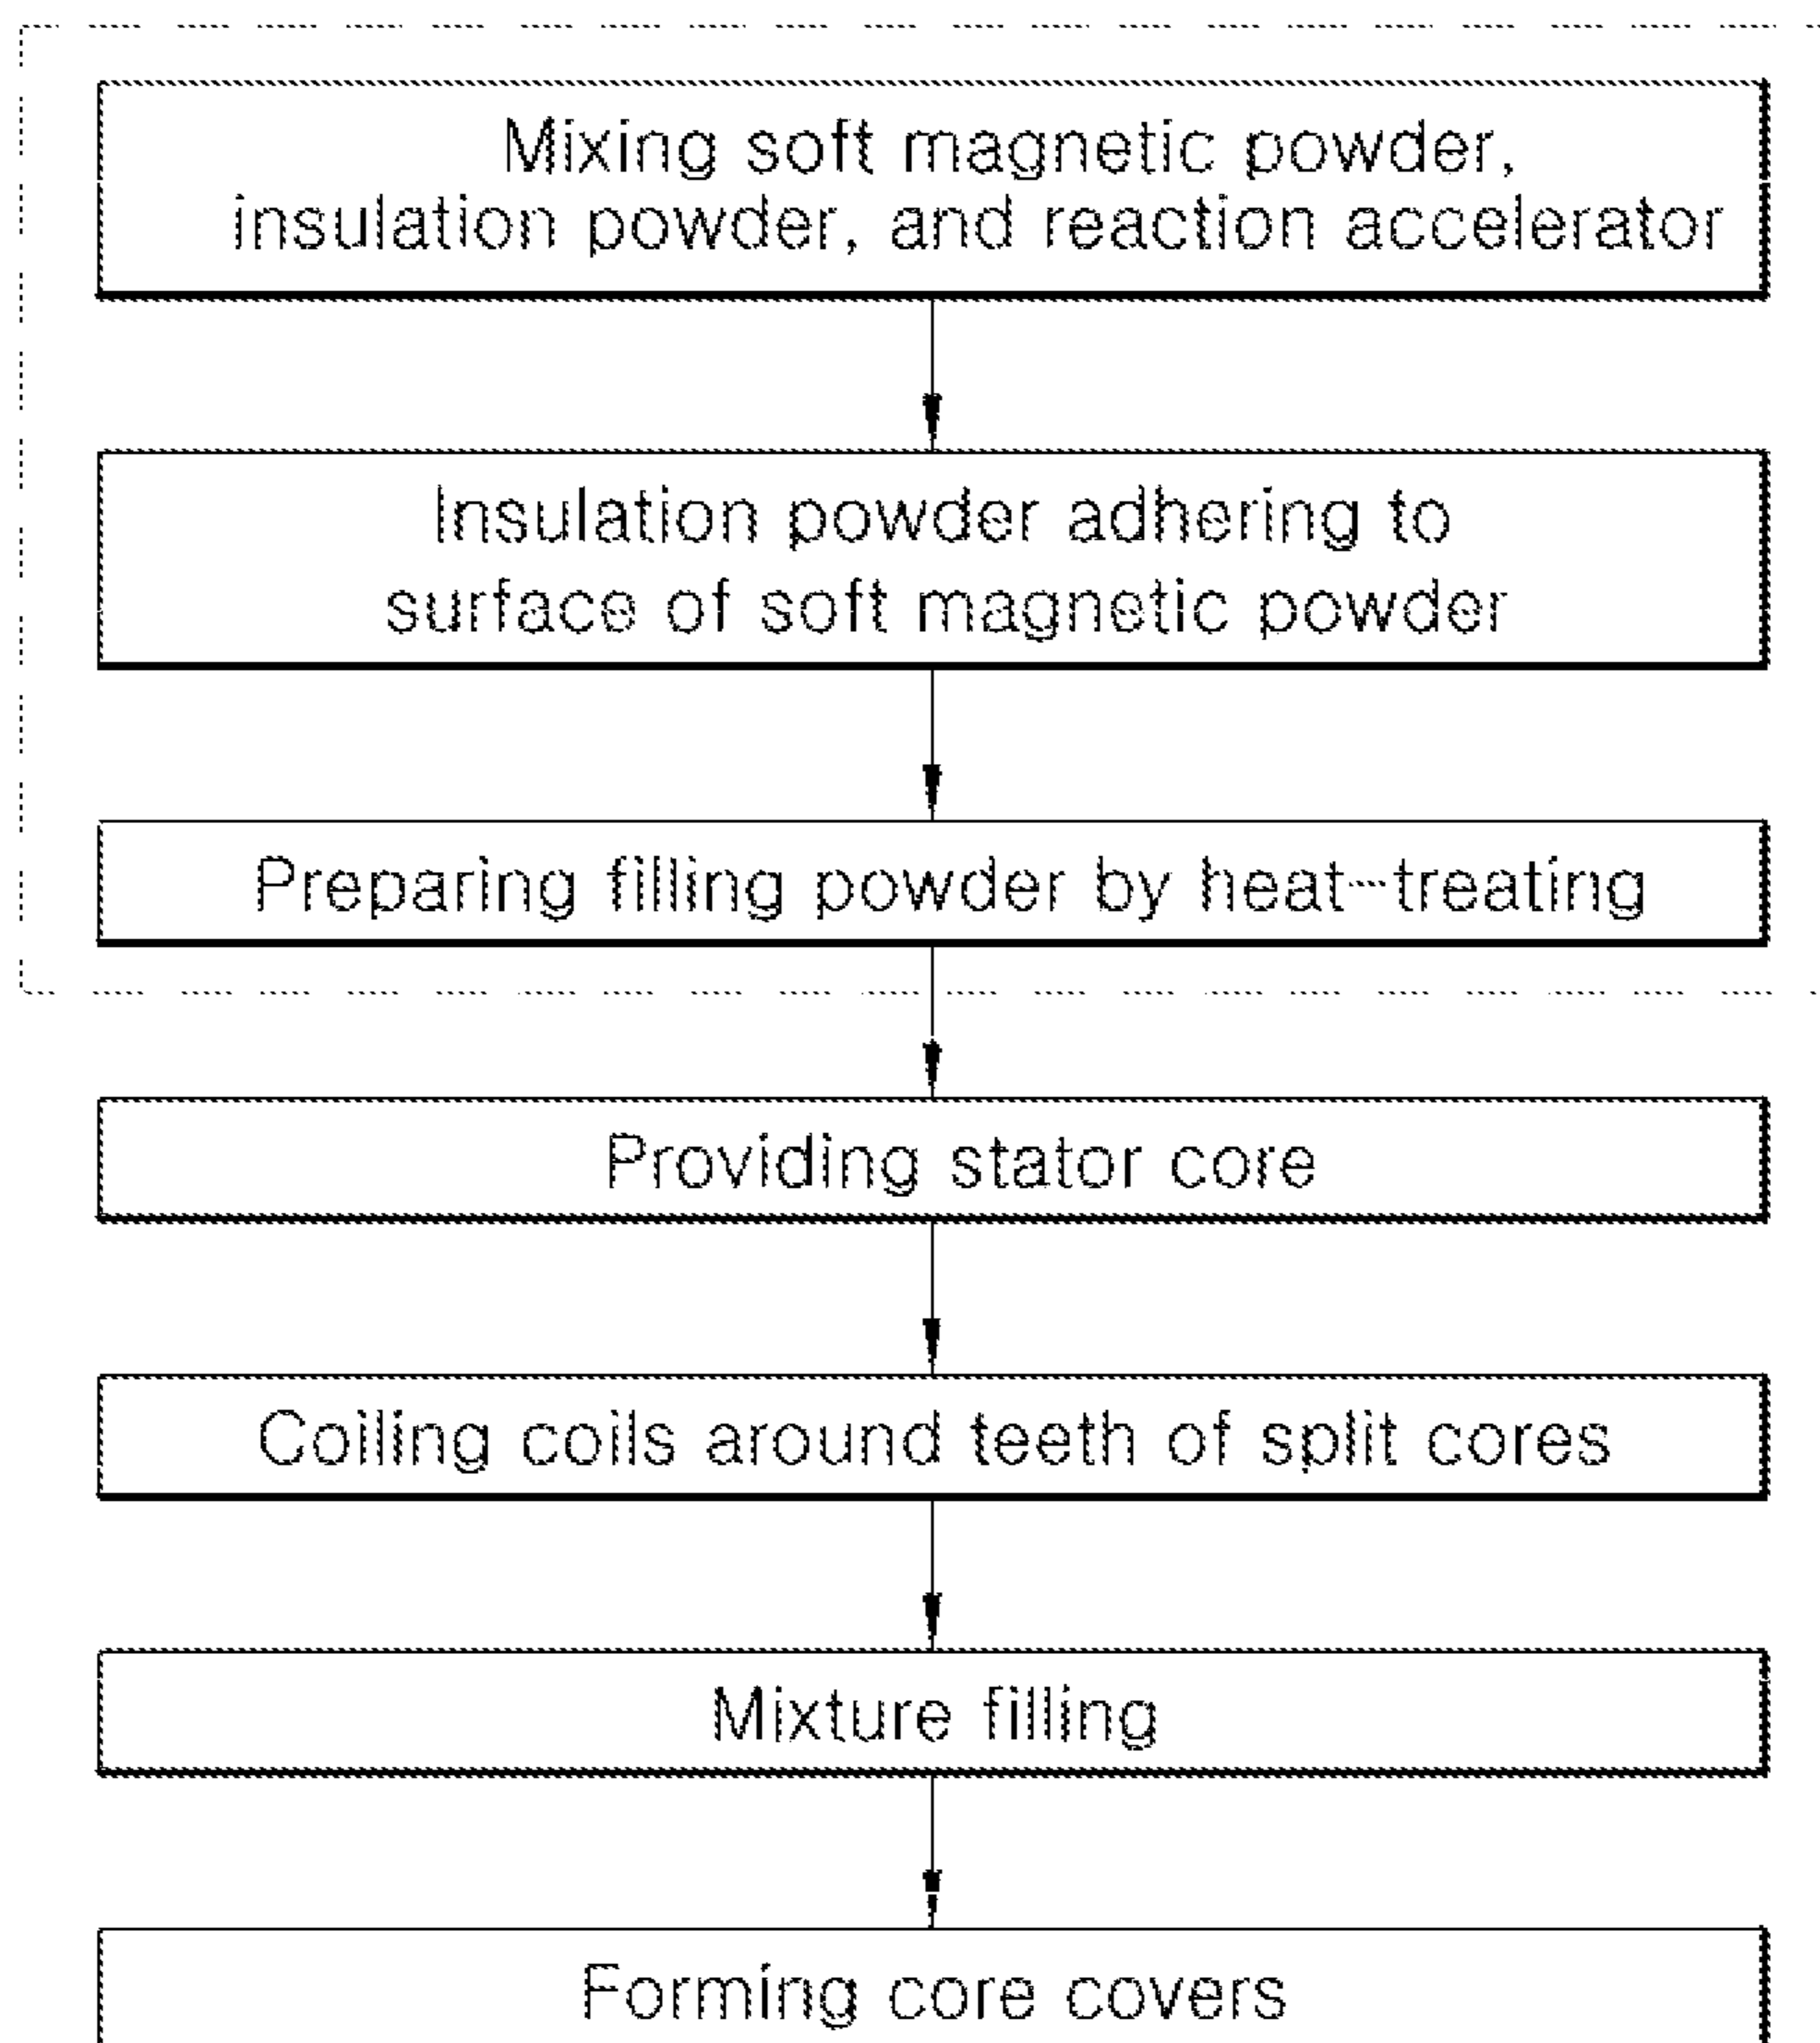 Mixing soft magnetic powder,
insulation powder, and reaction accelerator
Insulation powder adhering to
surface of soft magnetic powder
Preparing filling powder by heat-treating
Providing stator core
Coiling coils around teeth of split cores
Mixture filling
Forming core covers